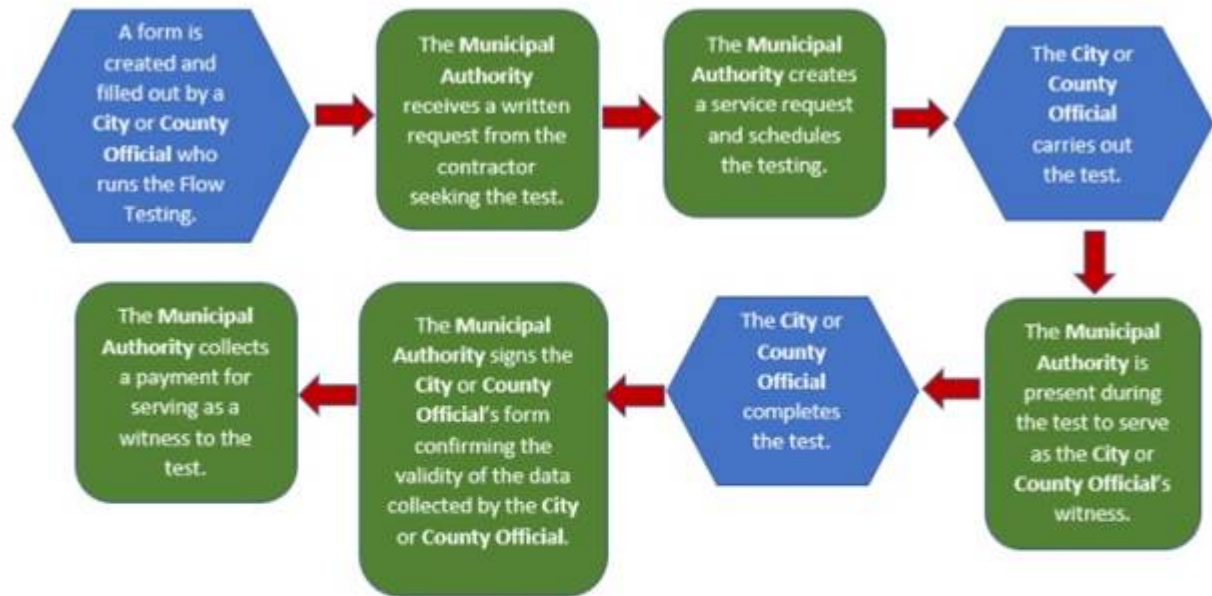 A form is
created and
filled out by a
City or County
Official who
runs the Flow
Testing.
The Municipal
Authority
receives a written
request from the
contractor
seeking the test.
The Municipal
Authority creates
a service request
and schedules
the testing.
The City or
County
Official
carries out
the test.
The Municipal
Authority is
present during
the test to serve
as the City or
County Official's
witness.
The City or
County
Official
completes
the test.
The Municipal
Authority signs the
City or County
Official's form
confirming the
validity of the data
collected by the City
or County Official.
The Municipal
Authority collects
a payment for
serving as a
witness to the
test.